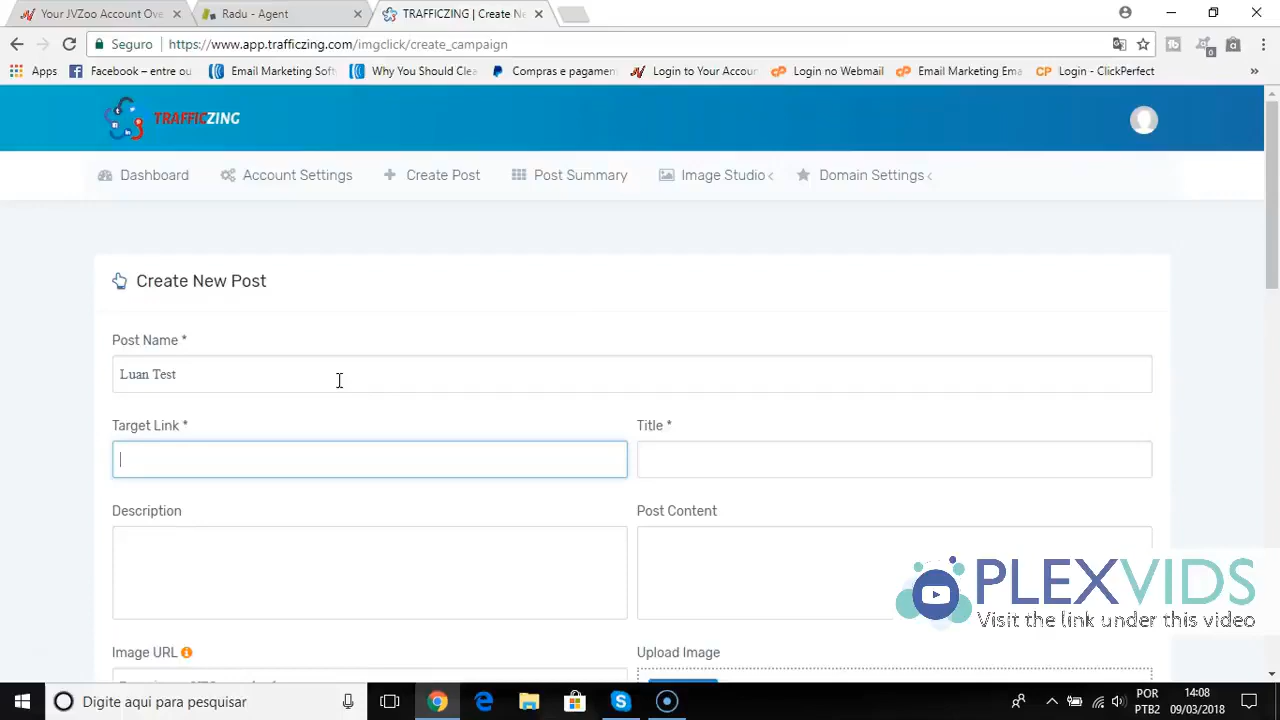 Your JVZoo Account Ove
Radu - Agent
TRAFFICZING | Create Ne
Seguro
https://www.app.trafficzing.com/imgclick/create_campaign
Apps
Facebook – entre ou
Email Marketing Soft
Why You Should Clea
Compras e pagament
Login to Your Accoun
Login no Webmail
Email Marketing Ema
Login - ClickPerfect
TRAFFICZING
Dashboard
Account Settings
Create Post
Post Summary
Image Studio
Domain Settings
Create New Post
Post Name *
Luan Test
Target Link *
Title *
Description
Post Content
PLEXVIDS
Visit the link under this video
Image URL
Upload Image
Digite aqui para pesquisar
POR
PTB2
14:08
09/03/2018